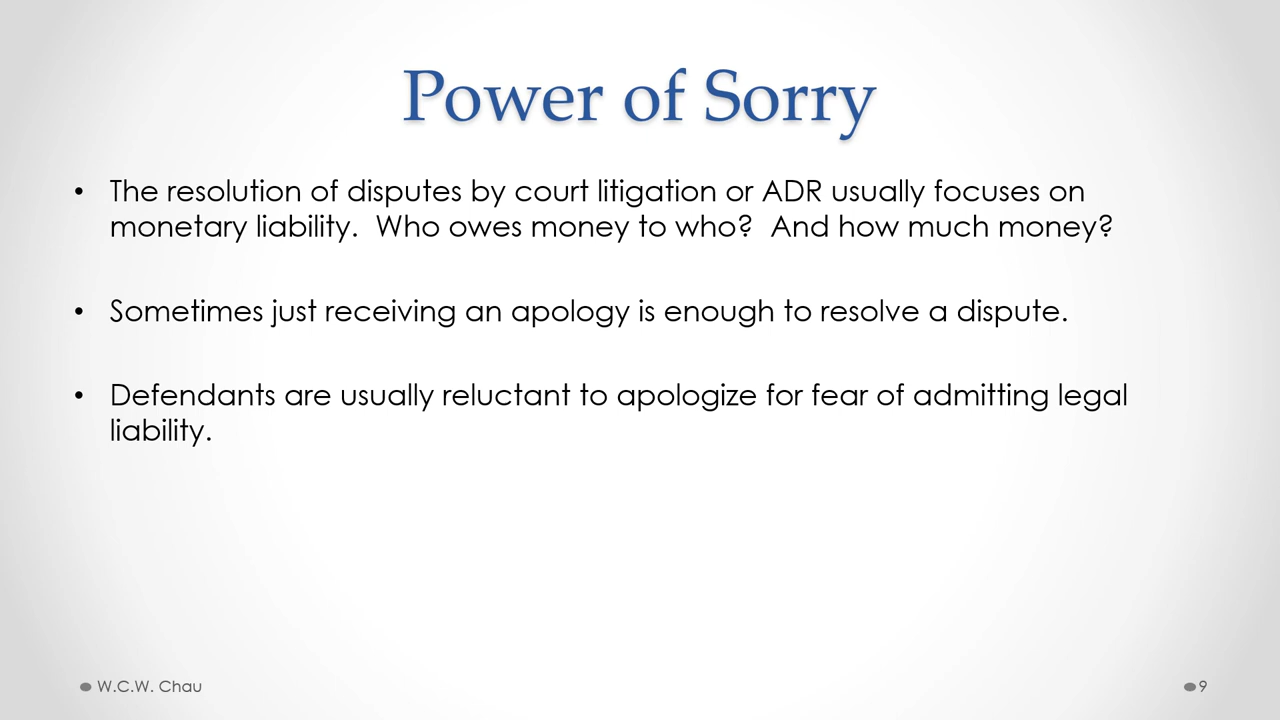 Power of Sorry
• The resolution of disputes by court litigation or ADR usually focuses on
monetary liability.  Who owes money to who?  And how much money?
• Sometimes just receiving an apology is enough to resolve a dispute.
• Defendants are usually reluctant to apologize for fear of admitting legal
liability.
W.C.W. Chau
9